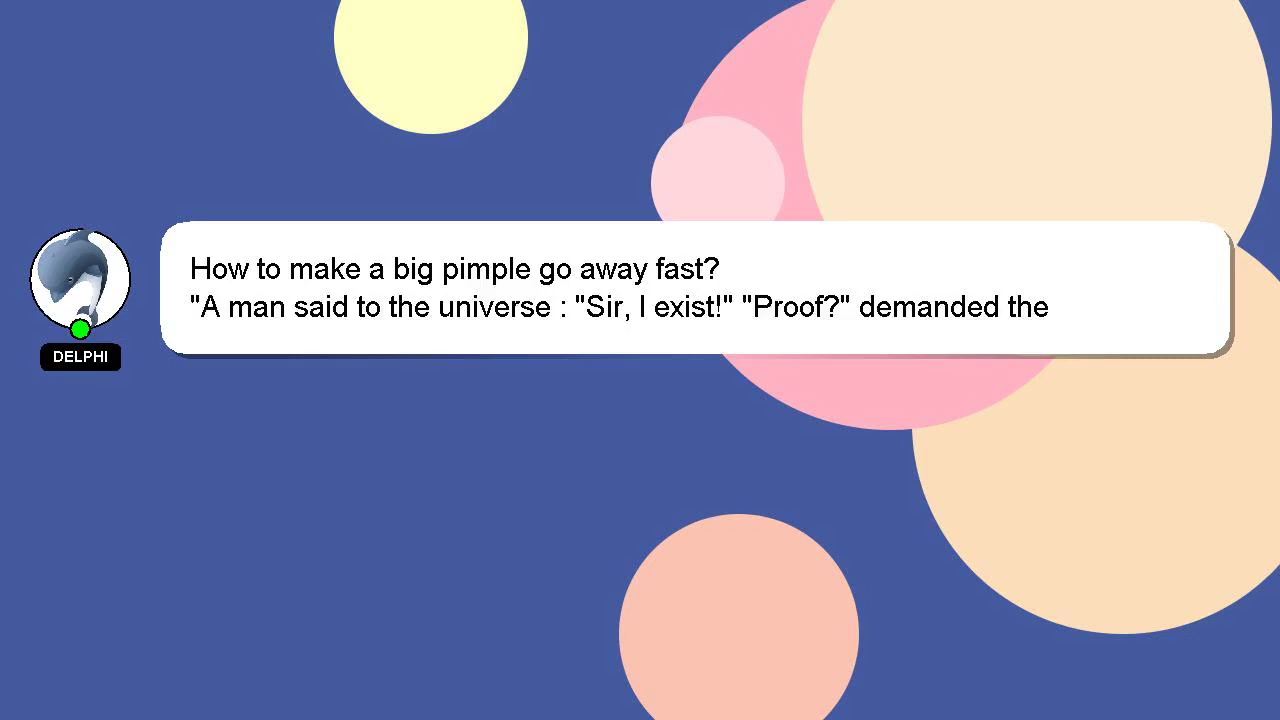 How to make a big pimple go away fast?
"A man said to the universe : "Sir, I exist!" "Proof?" demanded the
DELPHI